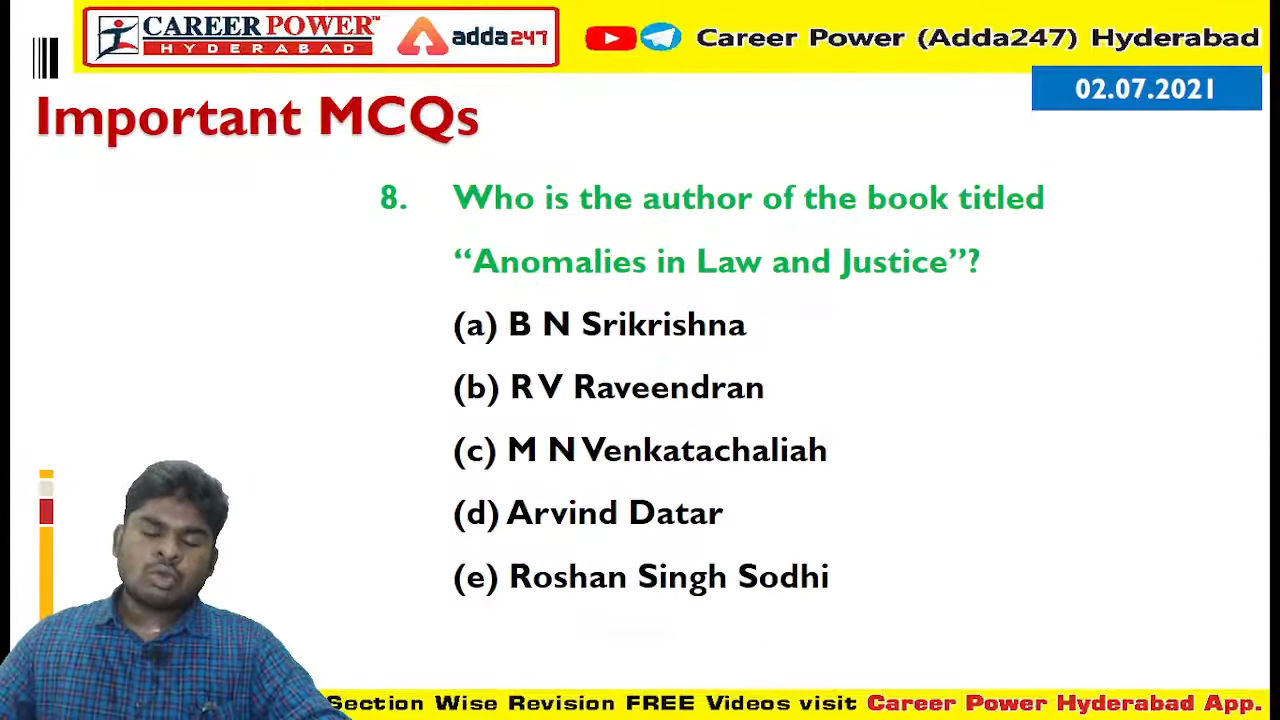 CAREER POWER™
HYDERABAD
adda247
Career Power (Adda247) Hyderabad
02.07.2021
Important MCQs
8. Who is the author of the book titled
“Anomalies in Law and Justice”?
(a) B N Srikrishna
(b) R V Raveendran
(c) M N Venkatachaliah
(d) Arvind Datar
(e) Roshan Singh Sodhi
Section Wise Revision FREE Videos visit Career Power Hyderabad App.